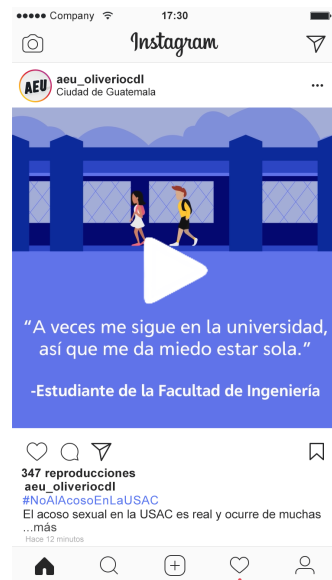 Company
17:30
Instagram
AEU
aeu_oliveriocdl
Ciudad de Guatemala
“A veces me sigue en la universidad,
así que me da miedo estar sola.”
-Estudiante de la Facultad de Ingeniería
347 reproducciones
aeu_oliveriocdl
#NoAlAcosoEnLaUSAC
El acoso sexual en la USAC es real y ocurre de muchas
...más
Hace 12 minutos